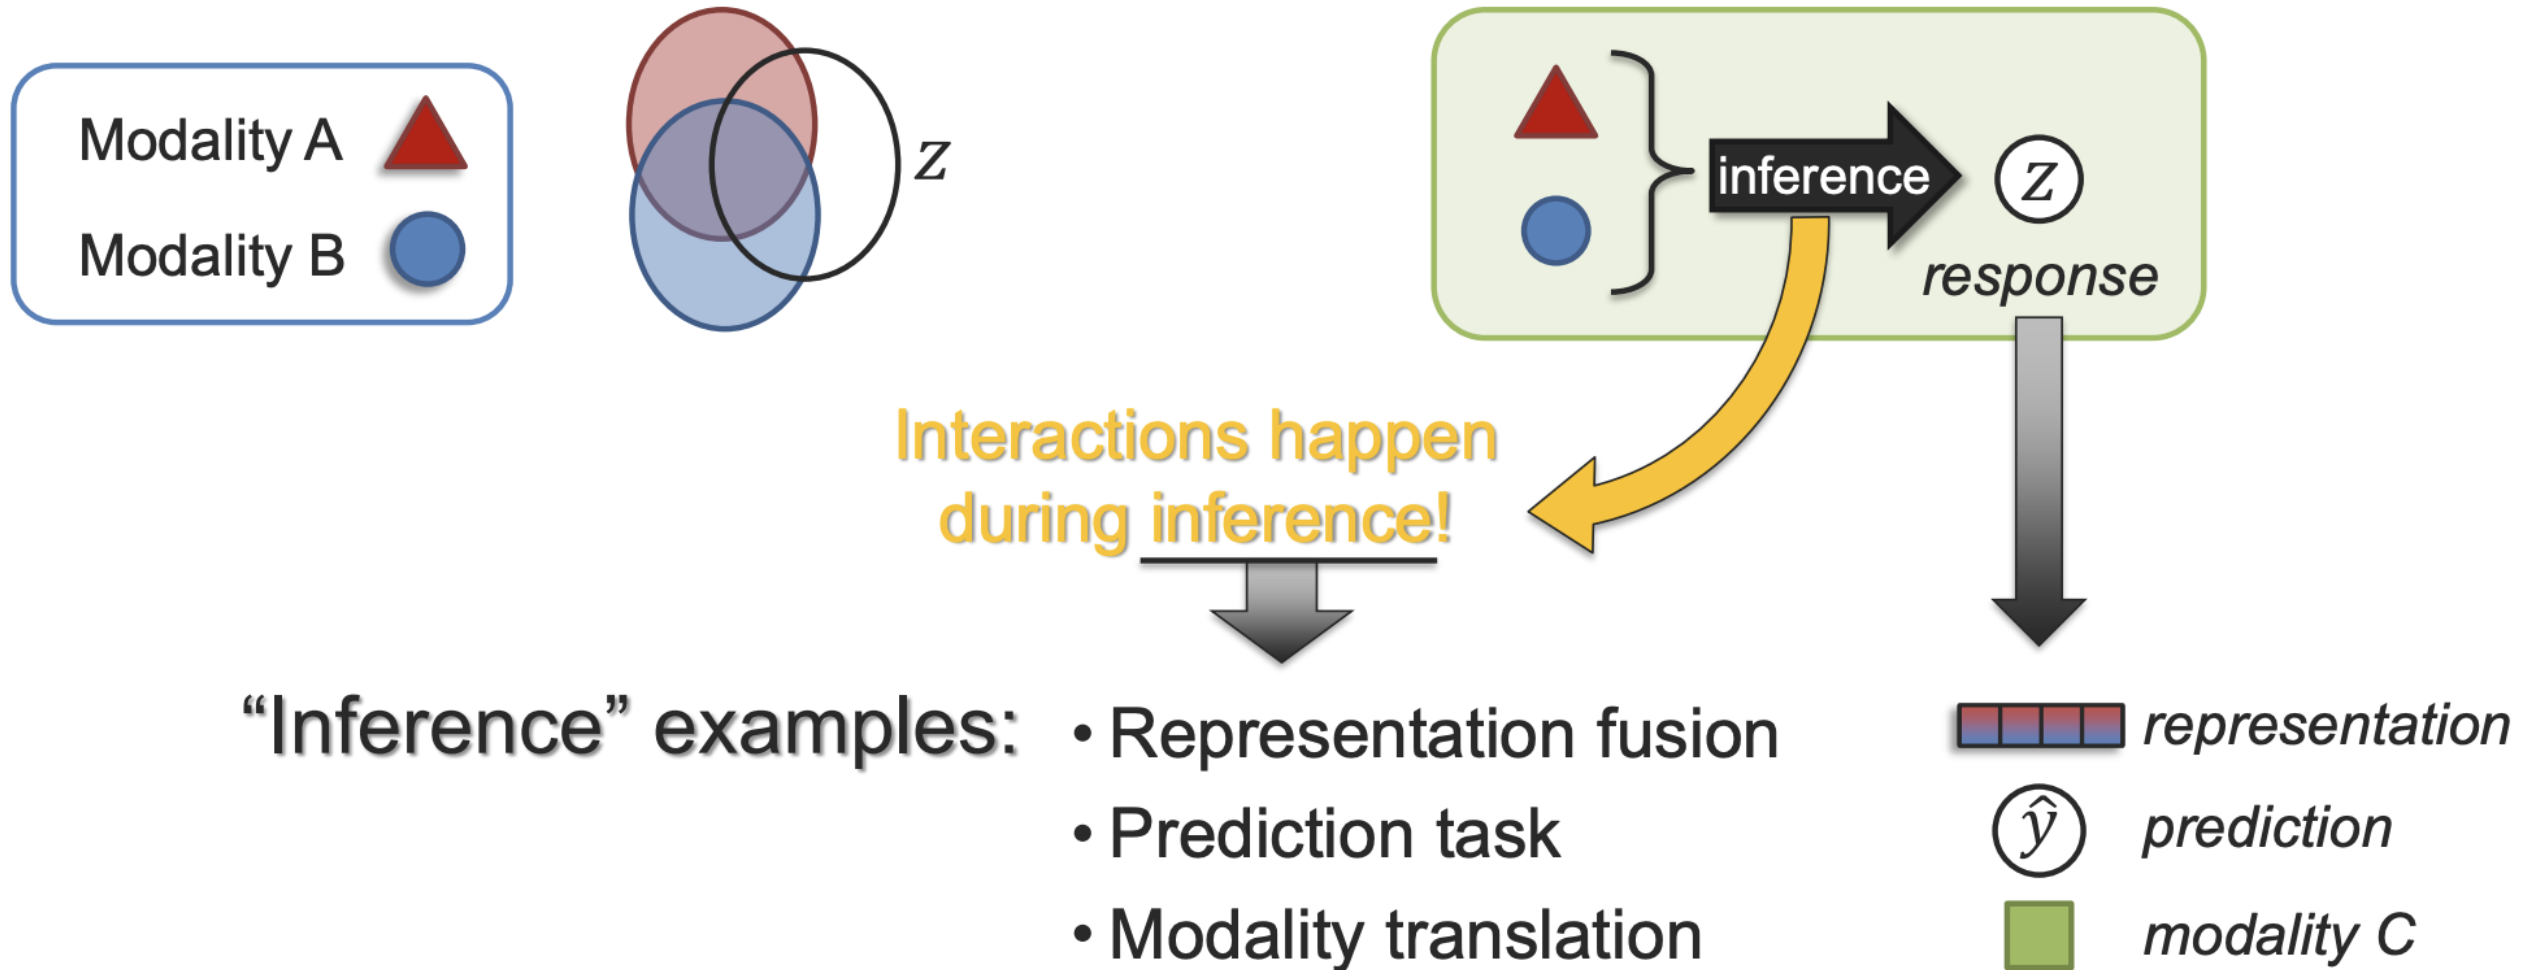 Modality A
Modality B
z
inference
z
response
Interactions happen
during inference!
“Inference” examples:
• Representation fusion
• Prediction task
• Modality translation
representation
ŷ prediction
modality C